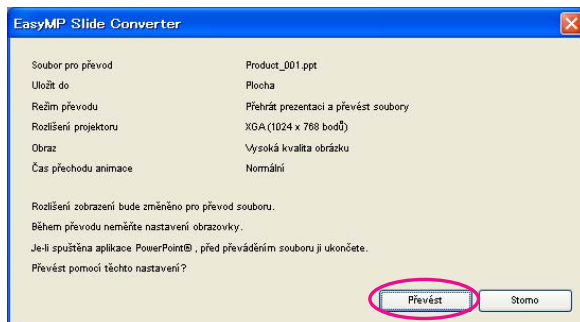 EasyMP Slide Converter
Soubor pro převod Product_001.ppt
Uložit do Plocha
Režim převodu Přehrát prezentaci a převést soubory
Rozlišení projektoru XGA (1024 x 768 bodů)
Obraz Vysoká kvalita obrázku
Čas přechodu animace Normální
Rozlišení zobrazení bude změněno pro převod souboru.
Během převodu neměňte nastavení obrazovky.
Je-li spuštěna aplikace PowerPoint® , před převáděním souboru ji ukončete.
Převést pomocí těchto nastavení?
Převést Storno